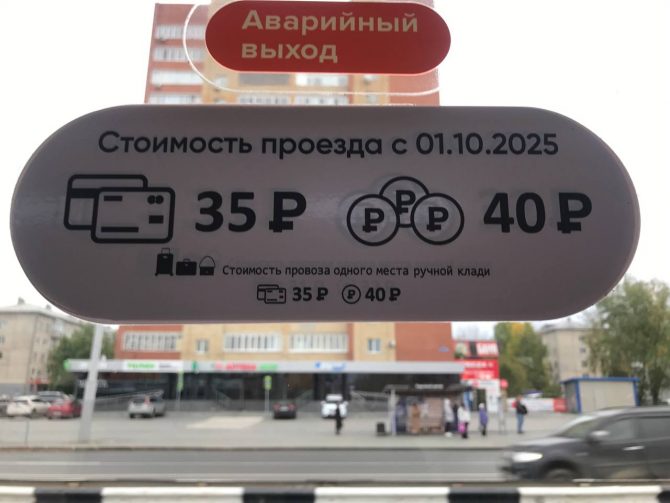 Аварийный
выход
Стоимость проезда с 01.10.2025
35 ₽ 40 ₽
Стоимость провоза одного места ручной клади
35 ₽ 40 ₽